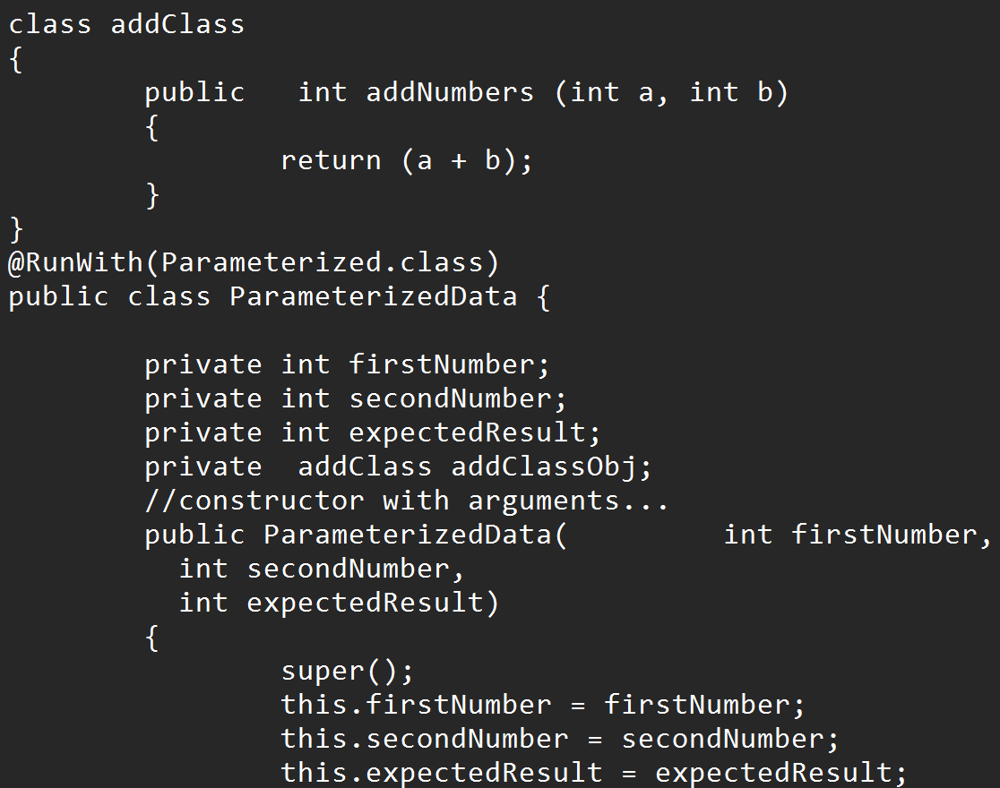 class addClass
{
        public   int addNumbers (int a, int b)
        {
                return (a + b);
        }
}
@RunWith(Parameterized.class)
public class ParameterizedData {

        private int firstNumber;
        private int secondNumber;
        private int expectedResult;
        private  addClass addClassObj;
        //constructor with arguments...
        public ParameterizedData(         int firstNumber,
          int secondNumber,
          int expectedResult)
        {
                super();
                this.firstNumber = firstNumber;
                this.secondNumber = secondNumber;
                this.expectedResult = expectedResult;